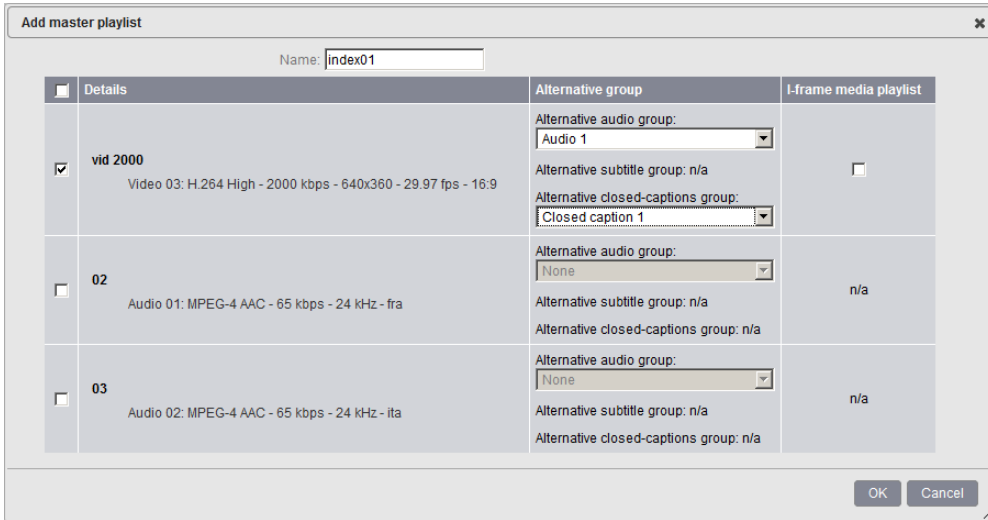 Add master playlist
Name: index01
Details Alternative group I-frame media playlist
Alternative audio group:
Audio 1
vid 2000
Video 03: H.264 High - 2000 kbps - 640x360 - 29.97 fps - 16:9
Alternative subtitle group: n/a
Alternative closed-captions group:
Closed caption 1
Alternative audio group:
None
02
Audio 01: MPEG-4 AAC - 65 kbps - 24 kHz - fra
Alternative subtitle group: n/a
Alternative closed-captions group: n/a
n/a
Alternative audio group:
None
03
Audio 02: MPEG-4 AAC - 65 kbps - 24 kHz - ita
Alternative subtitle group: n/a
Alternative closed-captions group: n/a
n/a
OK Cancel